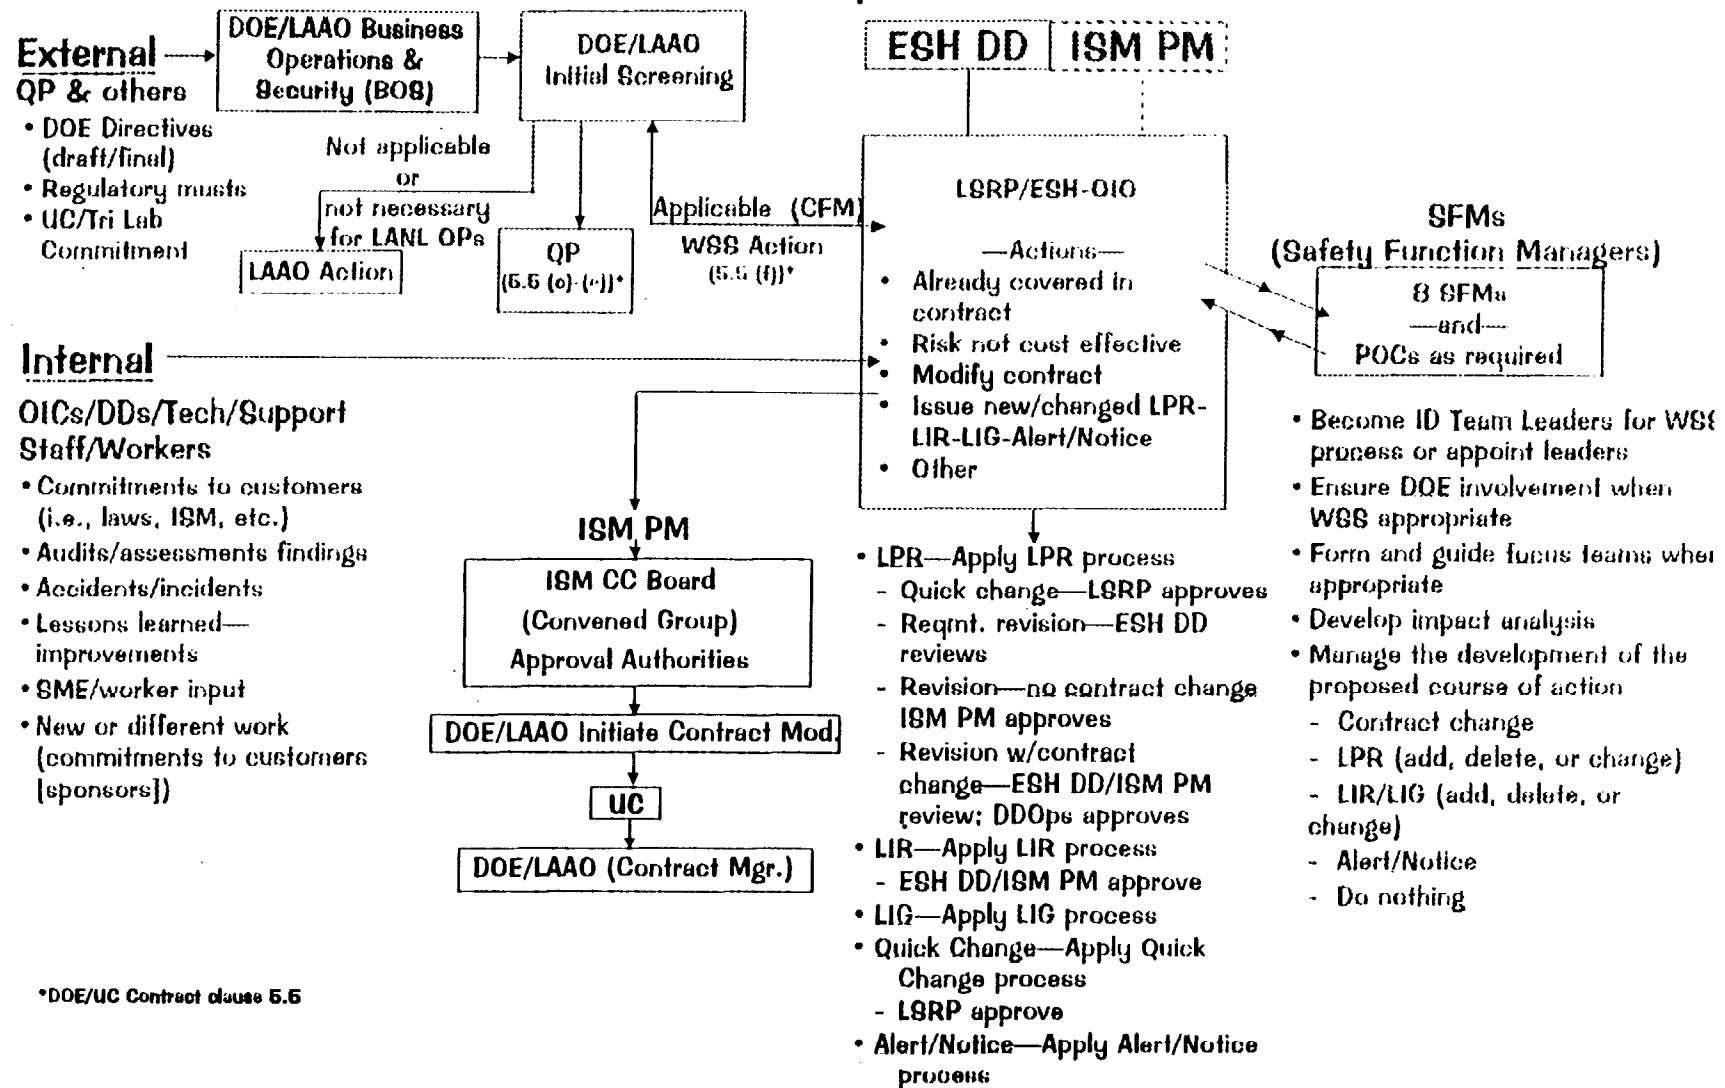 External
QP & others
• DOE Directives
(draft/final)
• Regulatory musts
• UC/Tri Lab
Commitment
DOE/LAAO Business
Operations &
Security (BOS)
DOE/LAAO
Initial Screening
Not applicable
or
not necessary
for LANL OPs
LAAO Action
QP
Applicable (CFM)
WSS Action
(5.5 (f))*
ESH DD
ISM PM
LSRP/ESH-OIO
—Actions—
• Already covered in
contract
• Risk not cost effective
• Modify contract
• Issue new/changed LPR-
LIR-LIG-Alert/Notice
• Other
SFMs
(Safety Function Managers)
8 SFMs
—and—
POCs as required
Internal
OICs/DDs/Tech/Support
Staff/Workers
• Commitments to customers
(i.e., laws, ISM, etc.)
• Audits/assessments findings
• Accidents/incidents
• Lessons learned—
improvements
• SME/worker input
• New or different work
(commitments to customers
[sponsors])
ISM PM
ISM CC Board
(Convened Group)
Approval Authorities
DOE/LAAO Initiate Contract Mod.
UC
DOE/LAAO (Contract Mgr.)
• LPR—Apply LPR process
- Quick change—LSRP approves
- Reqmt. revision—ESH DD
reviews
- Revision—no contract change
ISM PM approves
- Revision w/contract
change—ESH DD/ISM PM
review; DDOps approves
• LIR—Apply LIR process
- ESH DD/ISM PM approve
• LIG—Apply LIG process
• Quick Change—Apply Quick
Change process
- LSRP approve
• Alert/Notice—Apply Alert/Notice
process
• Become ID Team Leaders for WSS
process or appoint leaders
• Ensure DOE involvement when
WSS appropriate
• Form and guide focus teams when
appropriate
• Develop impact analysis
• Manage the development of the
proposed course of action
- Contract change
- LPR (add, delete, or change)
- LIR/LIG (add, delete, or
change)
- Alert/Notice
- Do nothing
*DOE/UC Contract clause 5.5